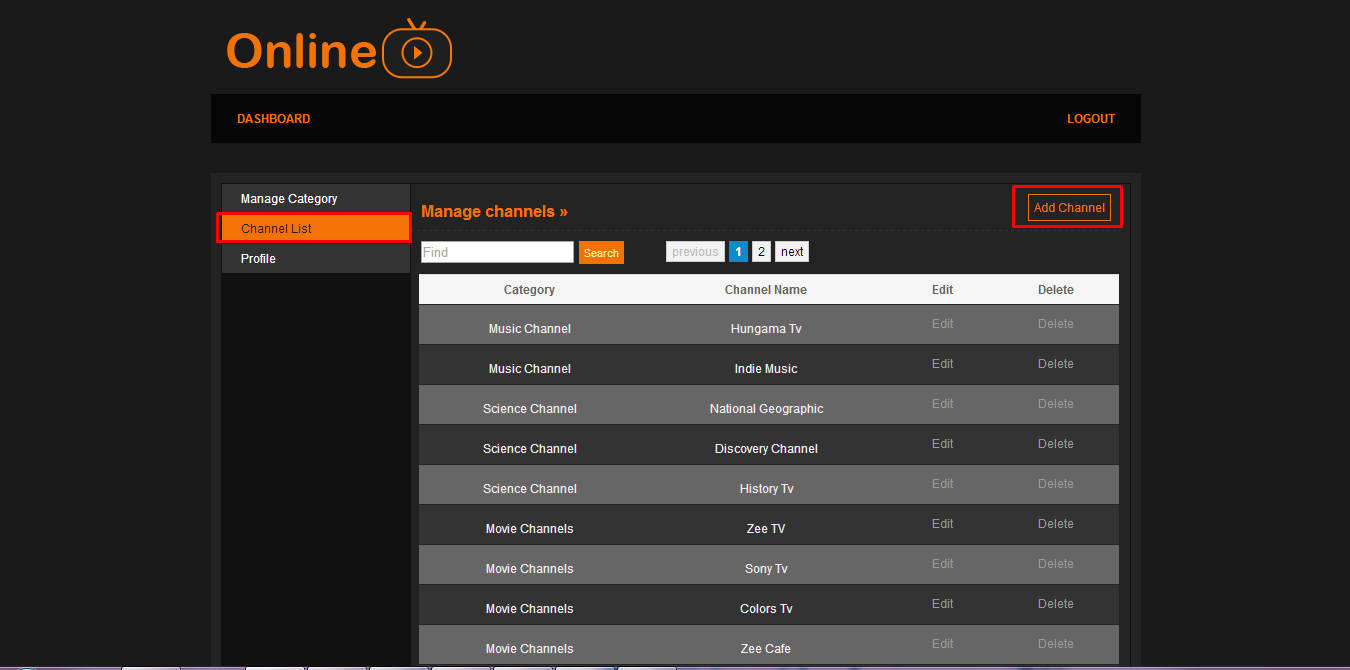 Online
DASHBOARD LOGOUT
Manage Category
Channel List
Profile
Manage channels » Add Channel
Find Search previous 1 2 next
Category Channel Name Edit Delete
Music Channel Hungama Tv Edit Delete
Music Channel Indie Music Edit Delete
Science Channel National Geographic Edit Delete
Science Channel Discovery Channel Edit Delete
Science Channel History Tv Edit Delete
Movie Channels Zee TV Edit Delete
Movie Channels Sony Tv Edit Delete
Movie Channels Colors Tv Edit Delete
Movie Channels Zee Cafe Edit Delete